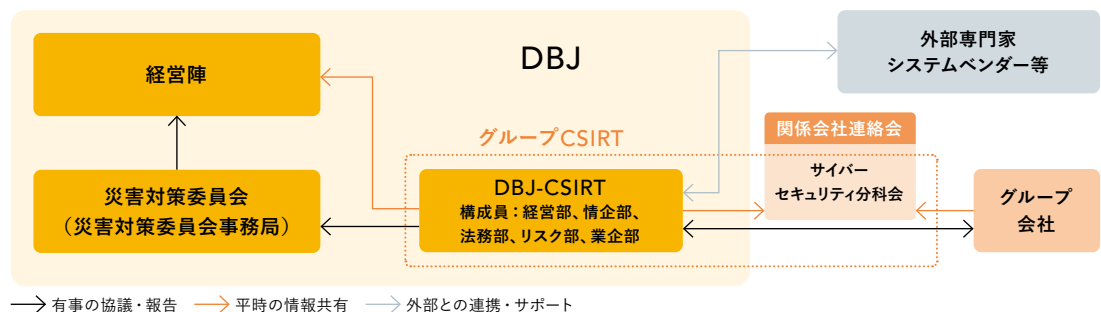 DBJ
経営陣
外部専門家
システムベンダー等
グループCSIRT
関係会社連絡会
サイバー
セキュリティ分科会
災害対策委員会
（災害対策委員会事務局）
DBJ-CSIRT
構成員：経営部、情企部、
法務部、リスク部、業企部
グループ
会社
有事の協議・報告
平時の情報共有
外部との連携・サポート